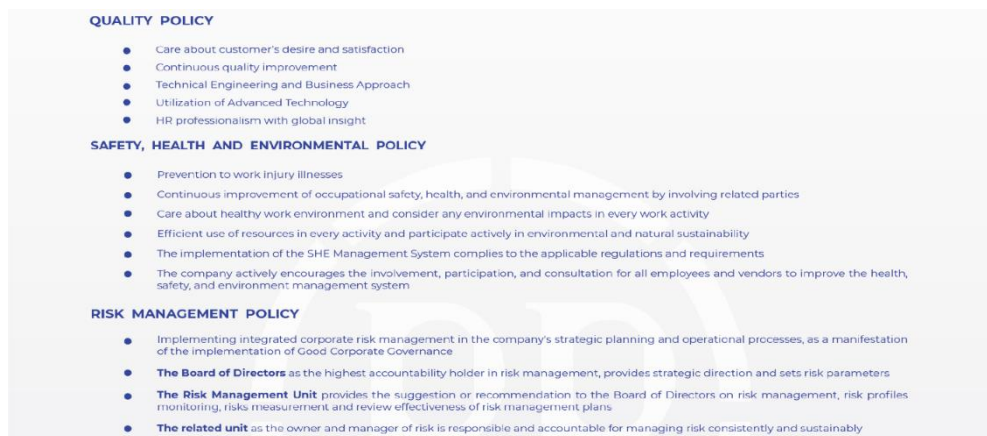 QUALITY POLICY
• Care about customer's desire and satisfaction
• Continuous quality improvement
• Technical Engineering and Business Approach
• Utilization of Advanced Technology
• HR professionalism with global insight
SAFETY, HEALTH AND ENVIRONMENTAL POLICY
• Prevention to work injury illnesses
• Continuous improvement of occupational safety, health, and environmental management by involving related parties
• Care about healthy work environment and consider any environmental impacts in every work activity
• Efficient use of resources in every activity and participate actively in environmental and natural sustainability
• The implementation of the SHE Management System complies to the applicable regulations and requirements
• The company actively encourages the involvement, participation, and consultation for all employees and vendors to improve the health,
safety, and environment management system
RISK MANAGEMENT POLICY
• Implementing integrated corporate risk management in the company's strategic planning and operational processes, as a manifestation
of the implementation of Good Corporate Governance
• The Board of Directors as the highest accountability holder in risk management, provides strategic direction and sets risk parameters
• The Risk Management Unit provides the suggestion or recommendation to the Board of Directors on risk management, risk profiles
monitoring, risks measurement and review effectiveness of risk management plans
• The related unit as the owner and manager of risk is responsible and accountable for managing risk consistently and sustainably